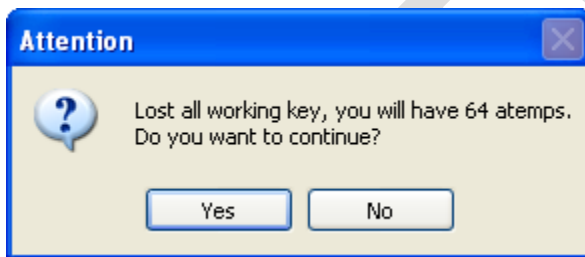 Attention
Lost all working key, you will have 64 atemps.
Do you want to continue?
Yes
No